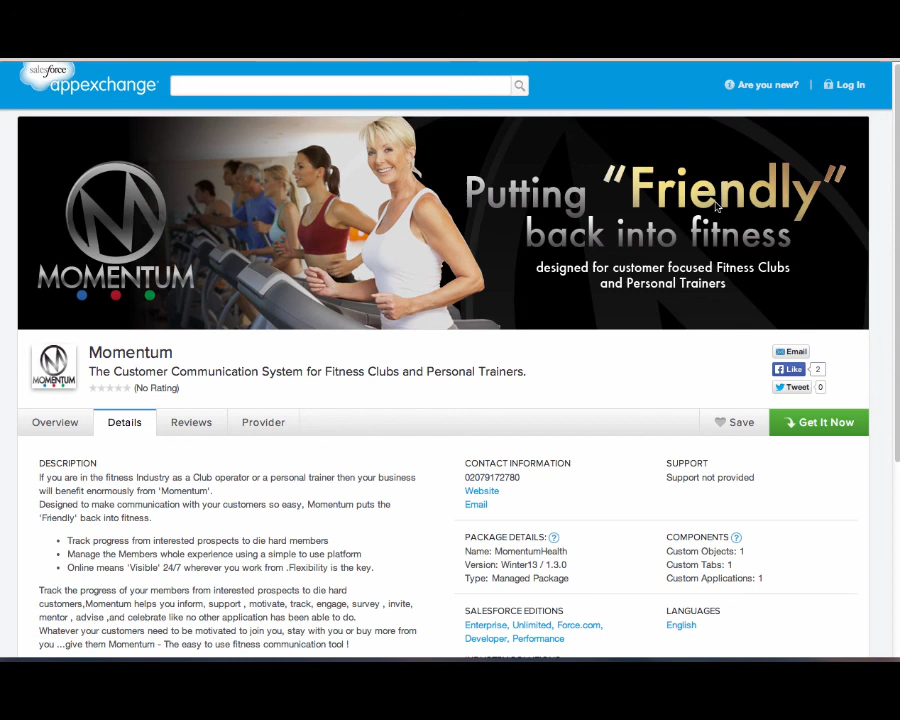 salesforce
appexchange
Are you new? | Log In
MOMENTUM
Putting "Friendly"
back into fitness
designed for customer focused Fitness Clubs
and Personal Trainers
MOMENTUM
Momentum
The Customer Communication System for Fitness Clubs and Personal Trainers.
(No Rating)
Email
Like 2
Tweet 0
Overview Details Reviews Provider Save Get It Now
DESCRIPTION
If you are in the fitness Industry as a Club operator or a personal trainer then your business
will benefit enormously from 'Momentum'.
Designed to make communication with your customers so easy, Momentum puts the
'Friendly' back into fitness.
• Track progress from interested prospects to die hard members
• Manage the Members whole experience using a simple to use platform
• Online means 'Visible' 24/7 wherever you work from .Flexibility is the key.
Track the progress of your members from interested prospects to die hard
customers,Momentum helps you inform, support , motivate, track, engage, survey , invite,
mentor , advise ,and celebrate like no other application has been able to do.
Whatever your customers need to be motivated to join you, stay with you or buy more from
you ...give them Momentum - The easy to use fitness communication tool !
CONTACT INFORMATION
02079172780
Website
Email
SUPPORT
Support not provided
PACKAGE DETAILS: ?
Name: MomentumHealth
Version: Winter13 / 1.3.0
Type: Managed Package
COMPONENTS ?
Custom Objects: 1
Custom Tabs: 1
Custom Applications: 1
SALESFORCE EDITIONS
Enterprise, Unlimited, Force.com,
Developer, Performance
LANGUAGES
English